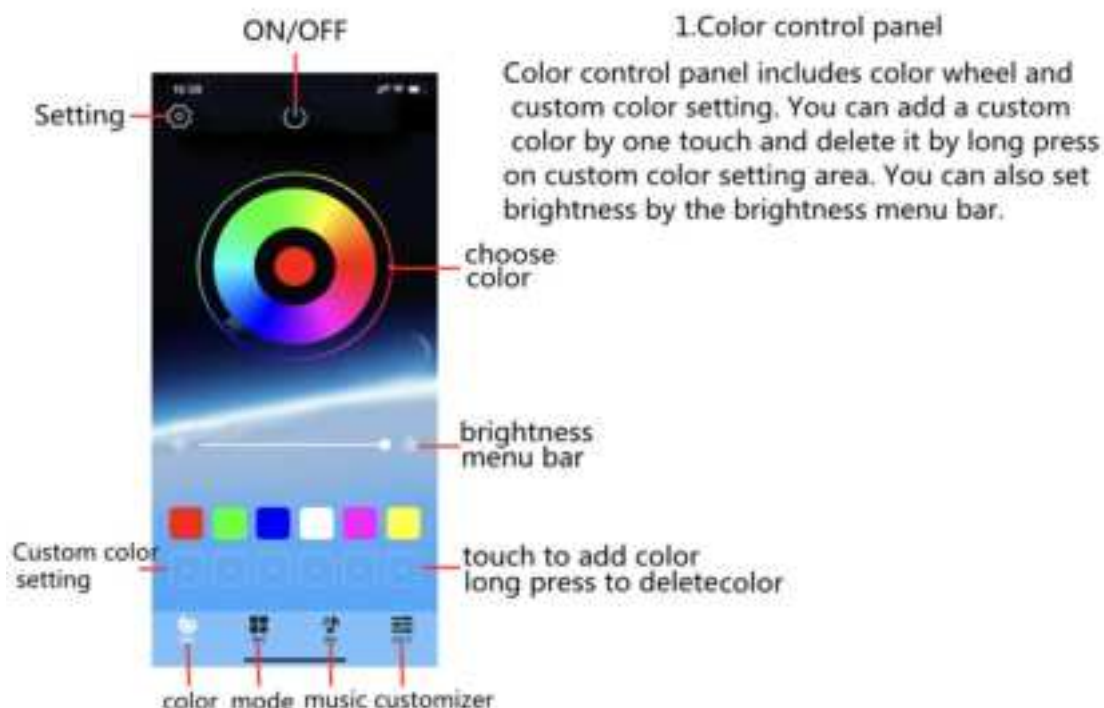 ON/OFF
1.Color control panel
Color control panel includes color wheel and
custom color setting. You can add a custom
color by one touch and delete it by long press
on custom color setting area. You can also set
brightness by the brightness menu bar.
Setting
choose
color
brightness
menu bar
Custom color
setting
touch to add color
long press to deletecolor
color mode music customizer